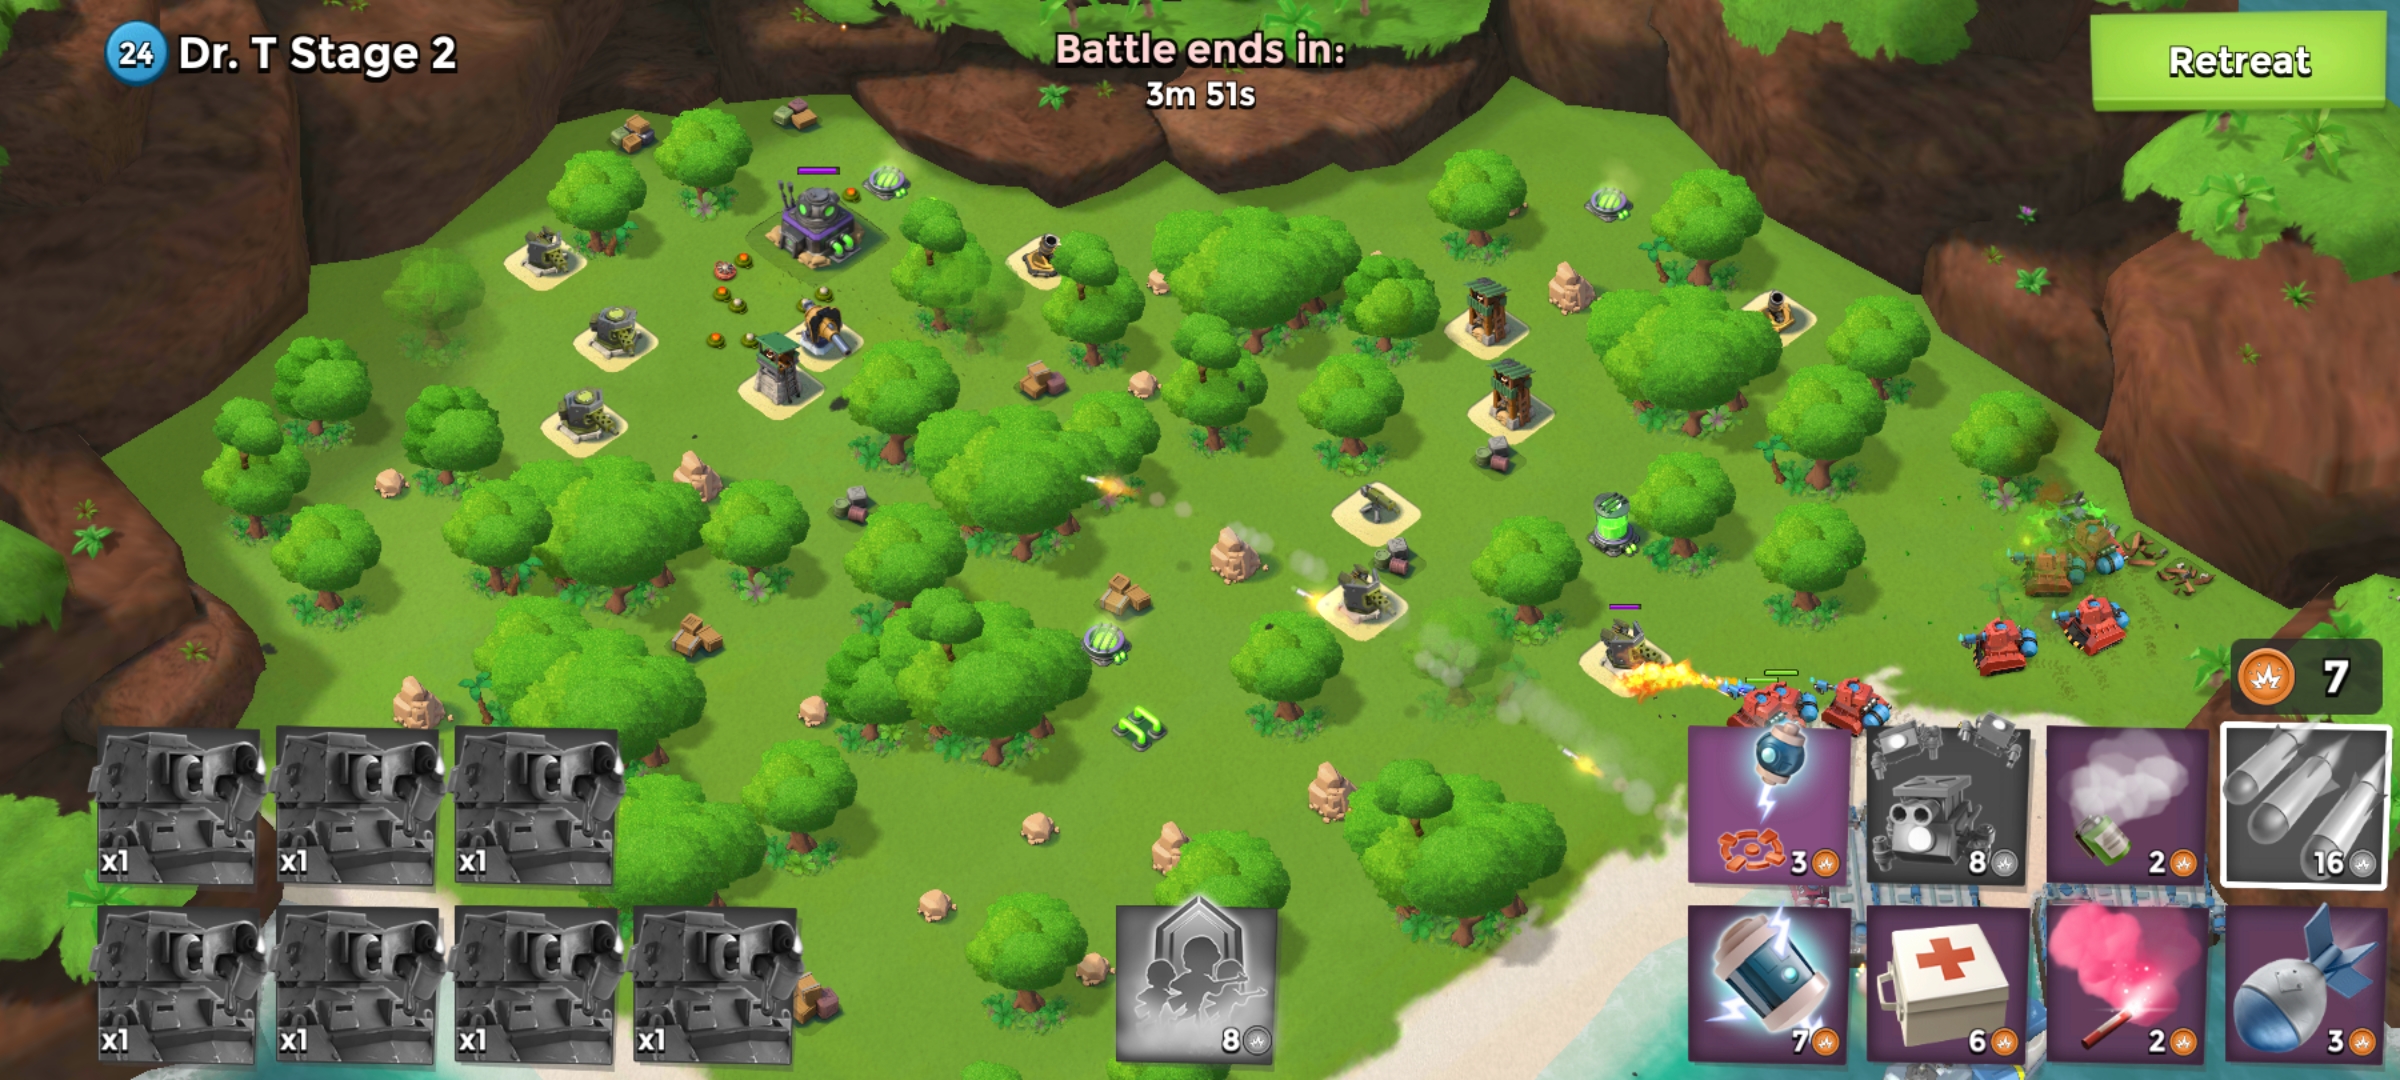 24 Dr. T Stage 2
Battle ends in:
3m 51s
Retreat
7
x1 x1 x1
3 8 2 16
x1 x1 x1 x1
8
7 6 2 3